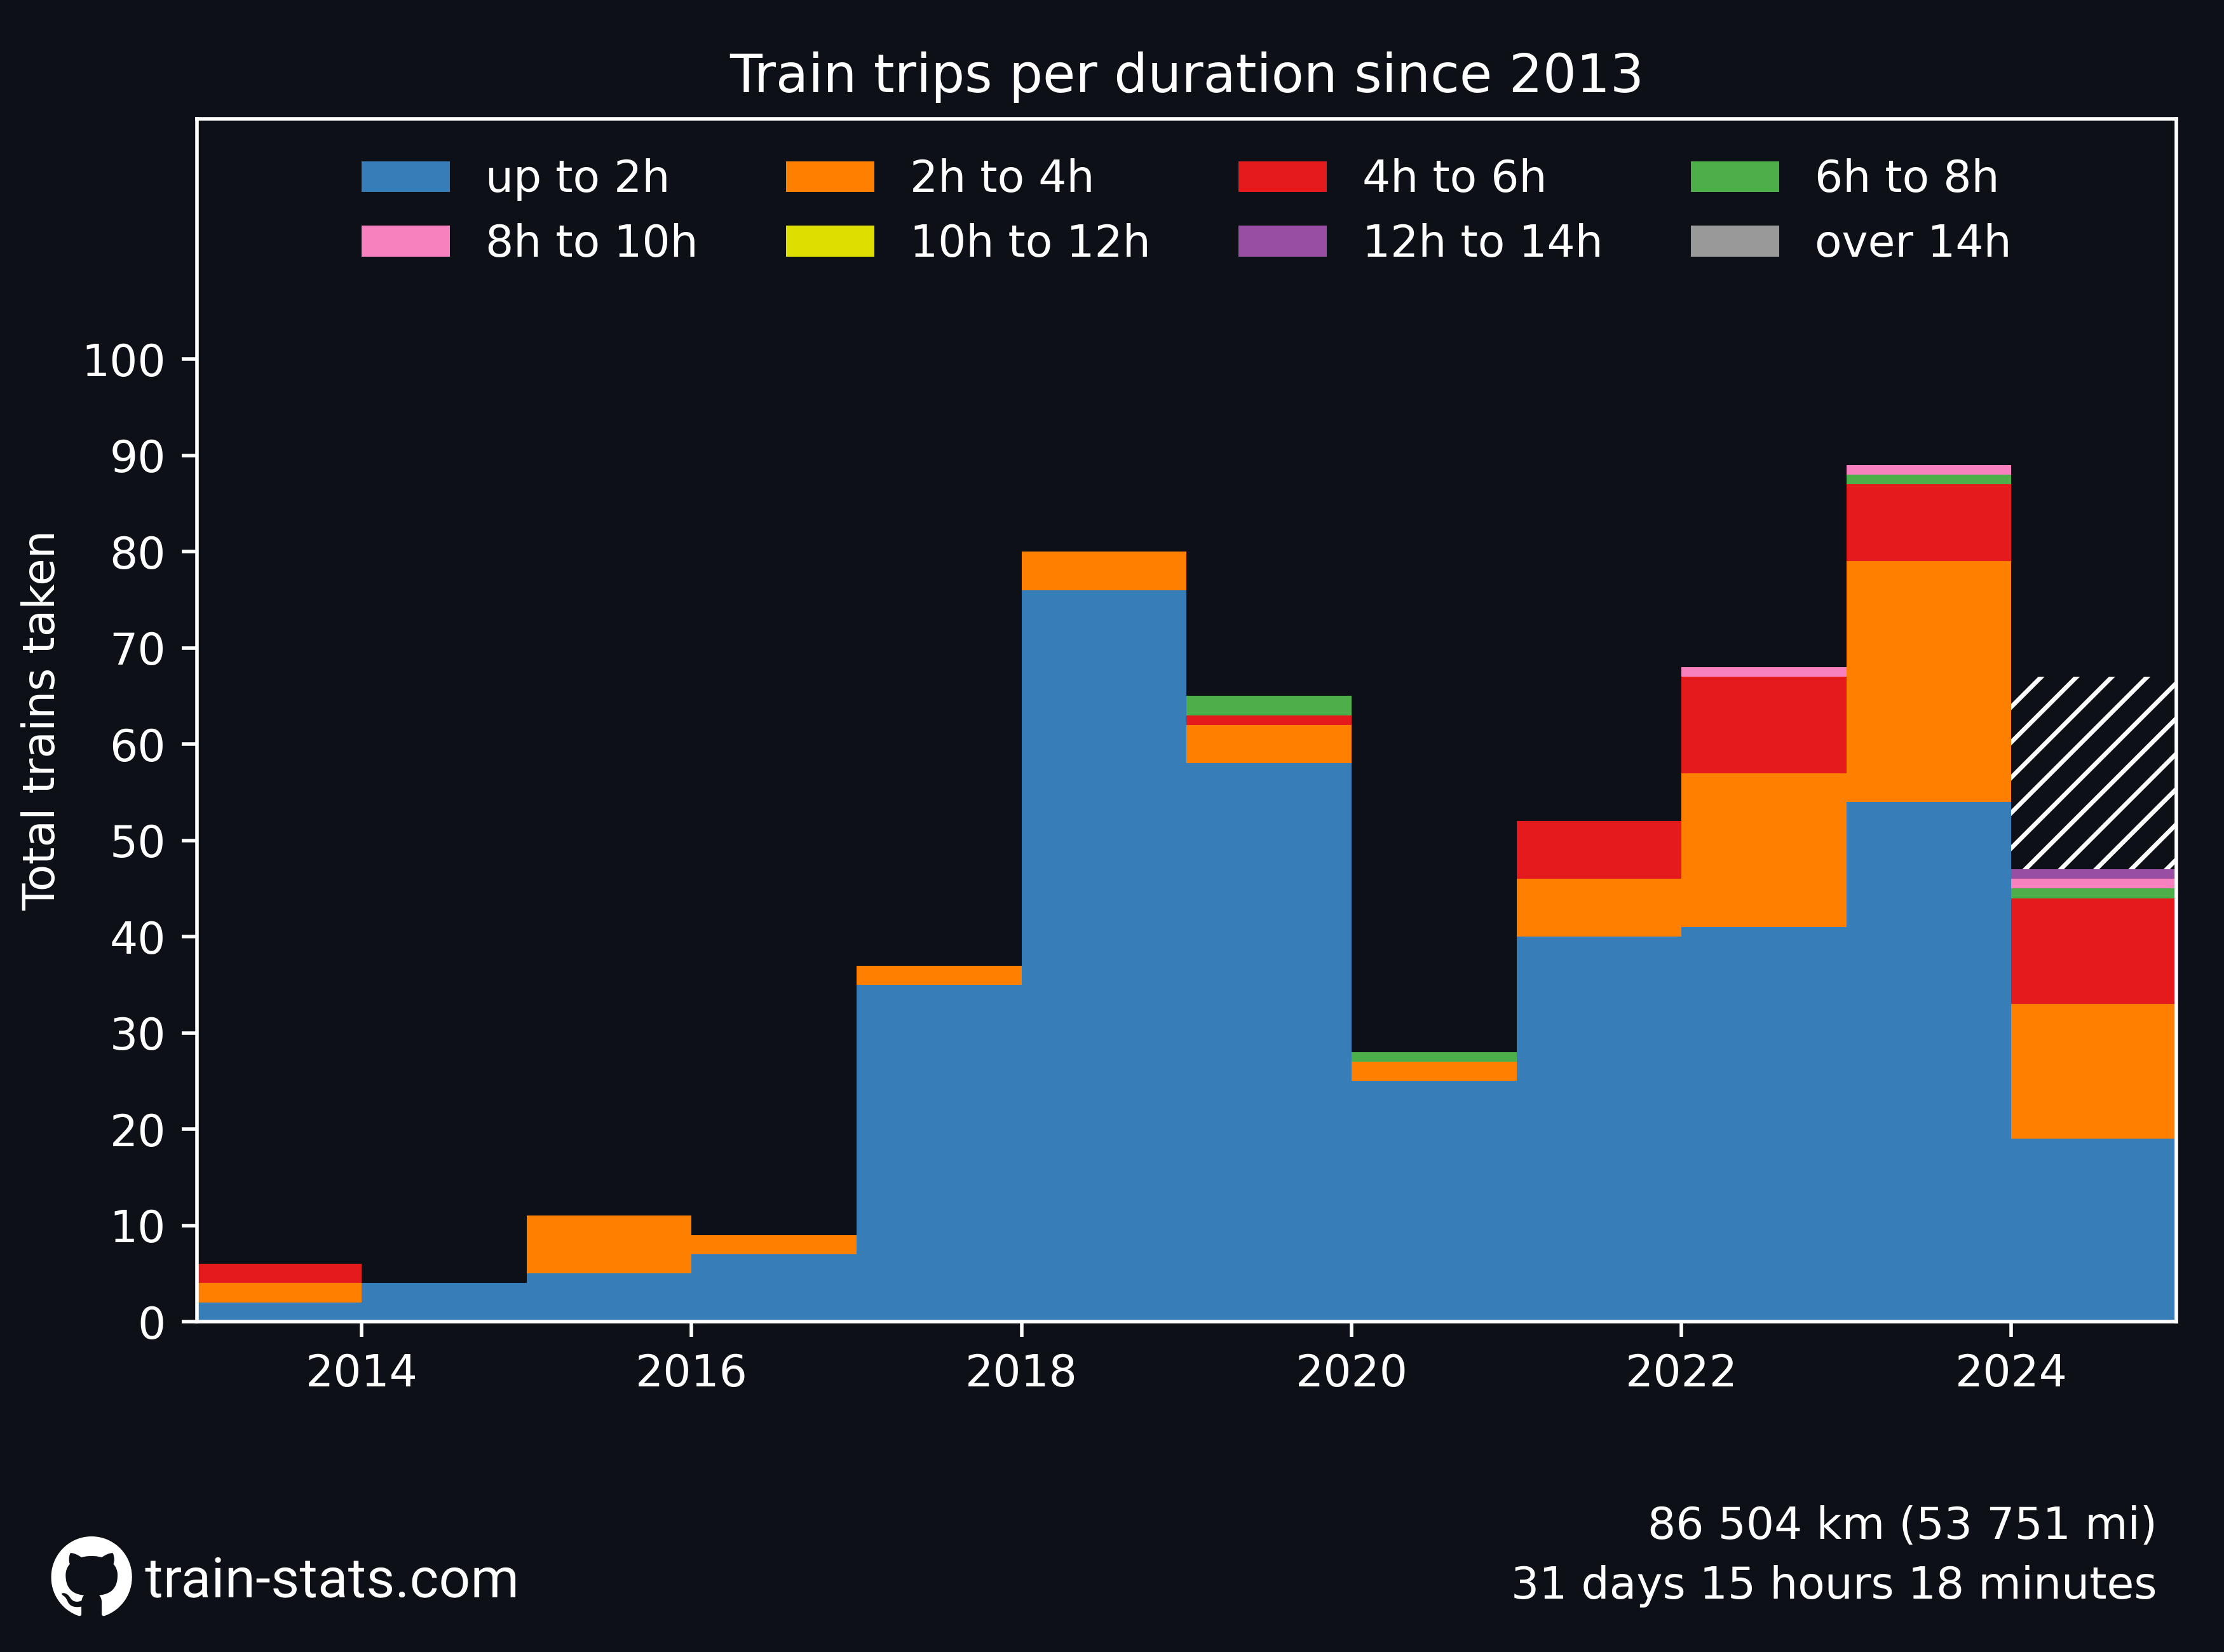 Train trips per duration since 2013
up to 2h 2h to 4h 4h to 6h 6h to 8h
8h to 10h 10h to 12h 12h to 14h over 14h
Total trains taken
100
90
80
70
60
50
40
30
20
10
0
2014 2016 2018 2020 2022 2024
86 504 km (53 751 mi)
31 days 15 hours 18 minutes
train-stats.com